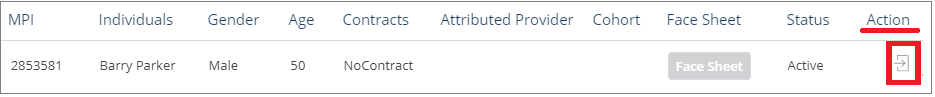 MPI Individuals Gender Age Contracts Attributed Provider Cohort Face Sheet Status Action
2853581 Barry Parker Male 50 NoContract Face Sheet Active